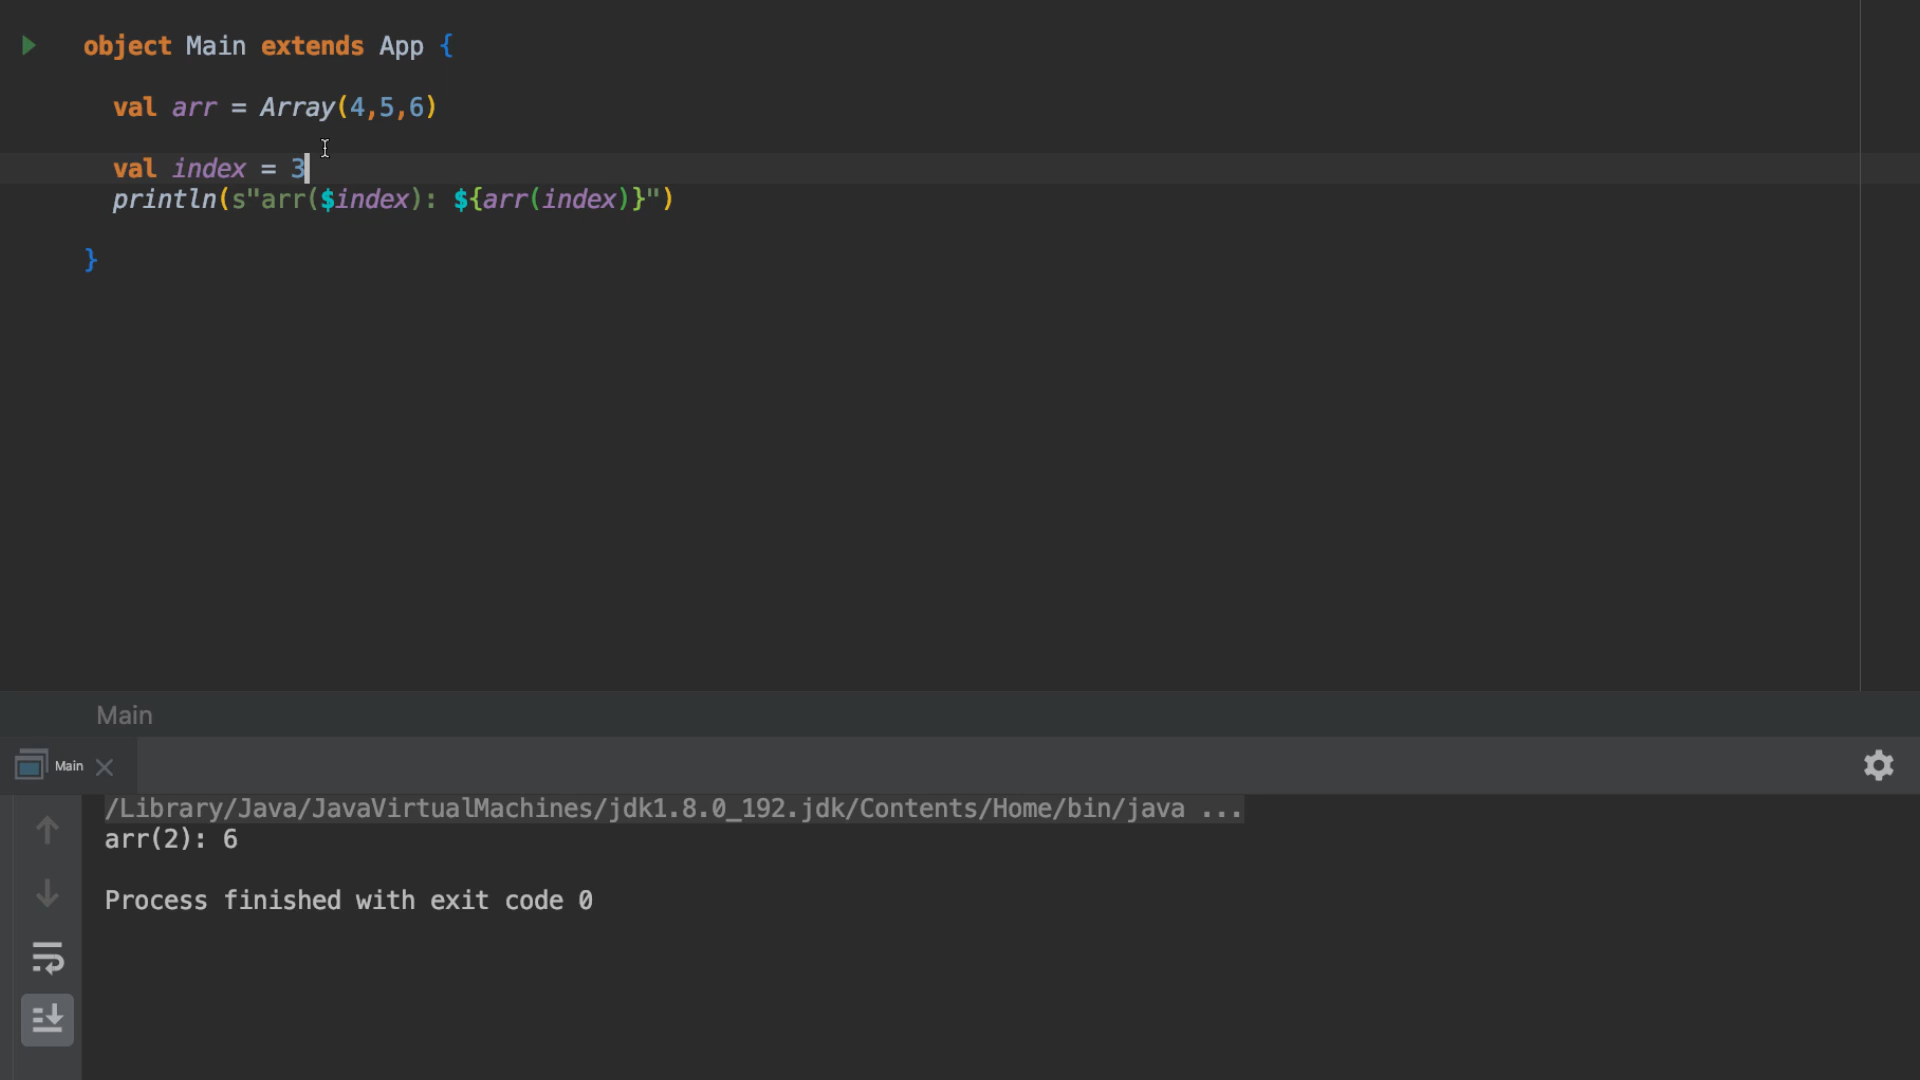 object Main extends App {
val arr = Array(4,5,6)
val index = 3
println(s"arr($index): ${arr(index)}")
}
Main
Main
/Library/Java/JavaVirtualMachines/jdk1.8.0_192.jdk/Contents/Home/bin/java ...
arr(2): 6
Process finished with exit code 0